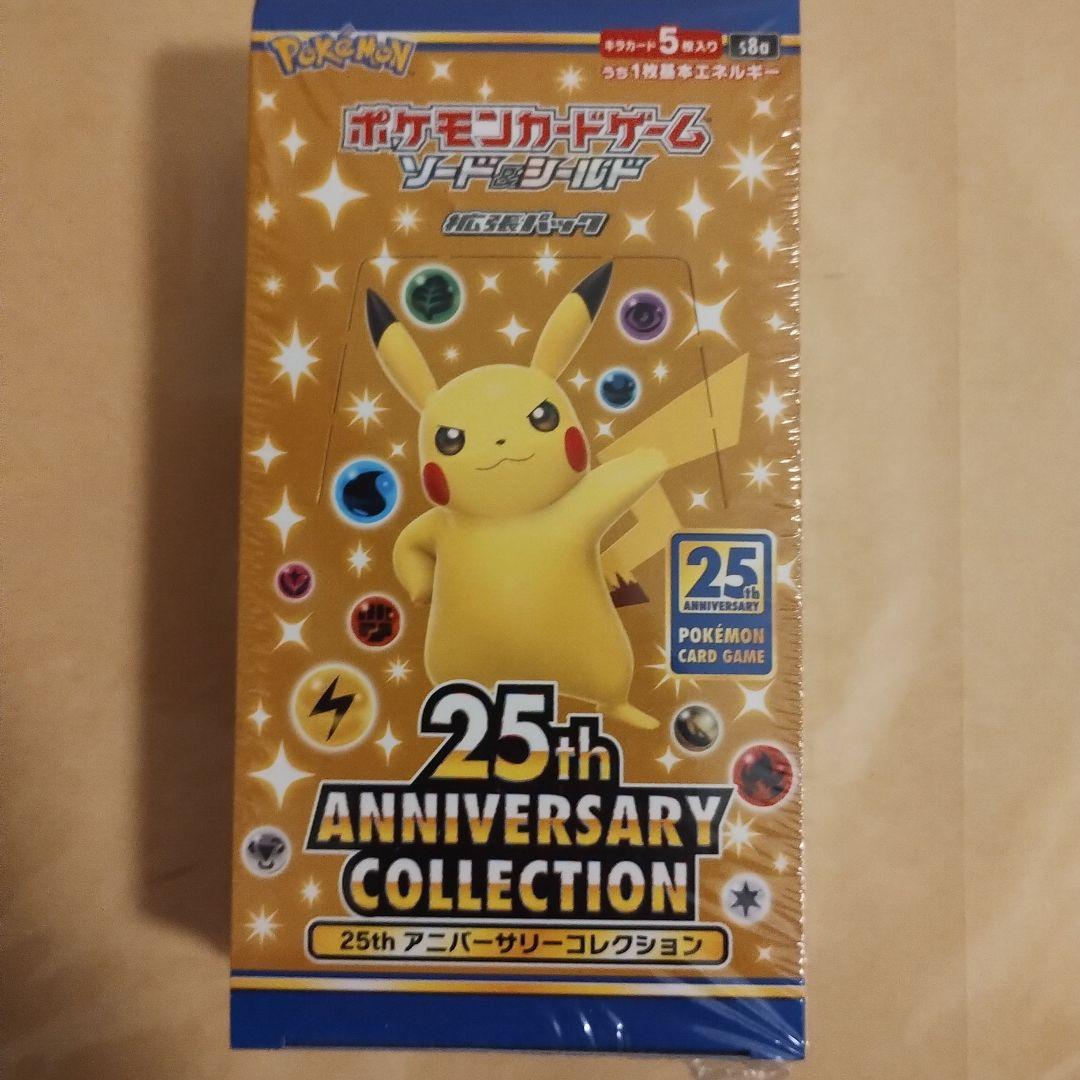 POKéMON
キラカード5枚入り
s8a
うち1枚基本エネルギー
ポケモンカードゲーム
ソード&シールド
拡張パック
25th
ANNIVERSARY
POKÉMON
CARD GAME
25th
ANNIVERSARY
COLLECTION
25th アニバーサリーコレクション